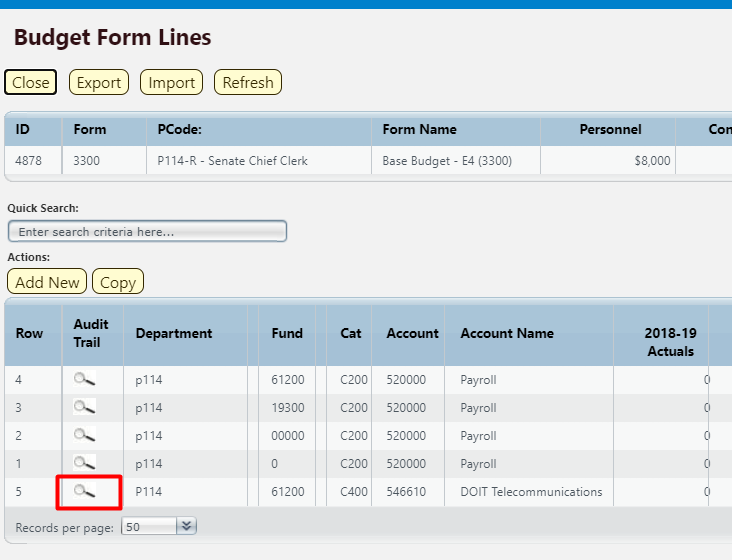 Budget Form Lines
Close Export Import Refresh
ID Form PCode: Form Name Personnel Con
4878 3300 P114-R - Senate Chief Clerk Base Budget - E4 (3300) $8,000
Quick Search:
Enter search criteria here...
Actions:
Add New Copy
Row Audit Trail Department Fund Cat Account Account Name 2018-19 Actuals
4 p114 61200 C200 520000 Payroll 0
3 p114 19300 C200 520000 Payroll 0
2 p114 00000 C200 520000 Payroll 0
1 p114 0 C200 520000 Payroll 0
5 P114 61200 C400 546610 DOIT Telecommunications 0
Records per page: 50